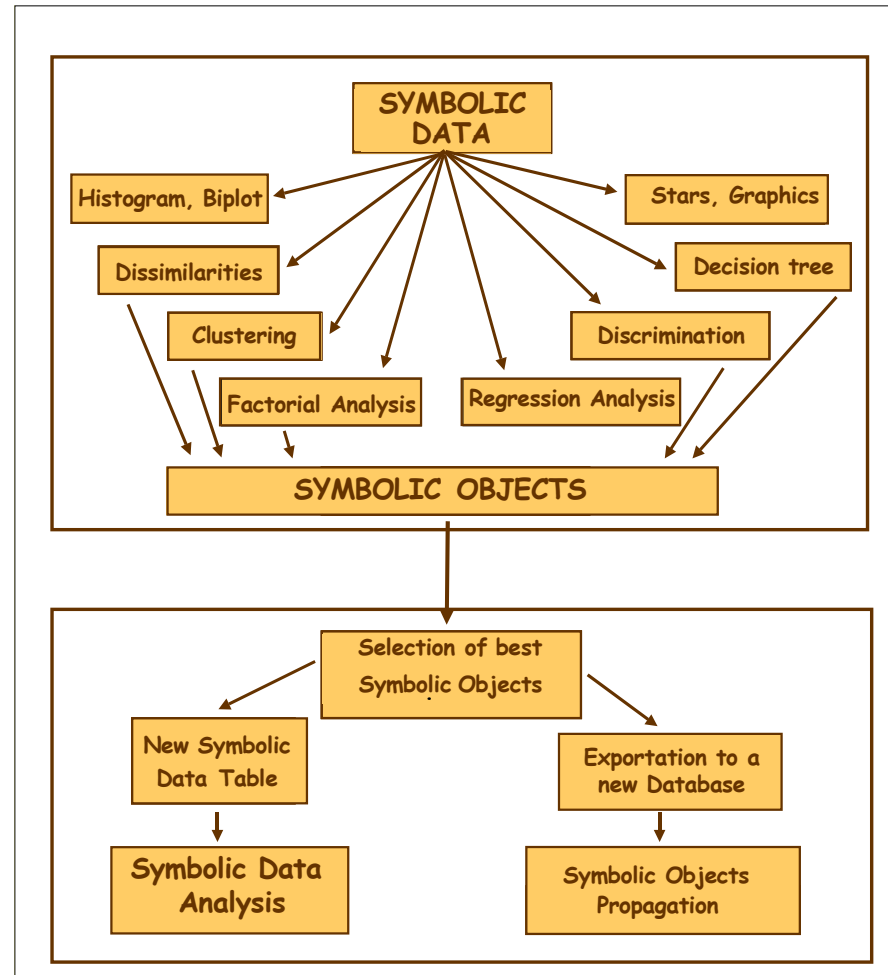 SYMBOLIC
DATA
Histogram, Biplot
Stars, Graphics
Dissimilarities
Decision tree
Clustering
Discrimination
Factorial Analysis
Regression Analysis
SYMBOLIC OBJECTS
Selection of best
Symbolic Objects
New Symbolic
Data Table
Exportation to a
new Database
Symbolic Data
Analysis
Symbolic Objects
Propagation